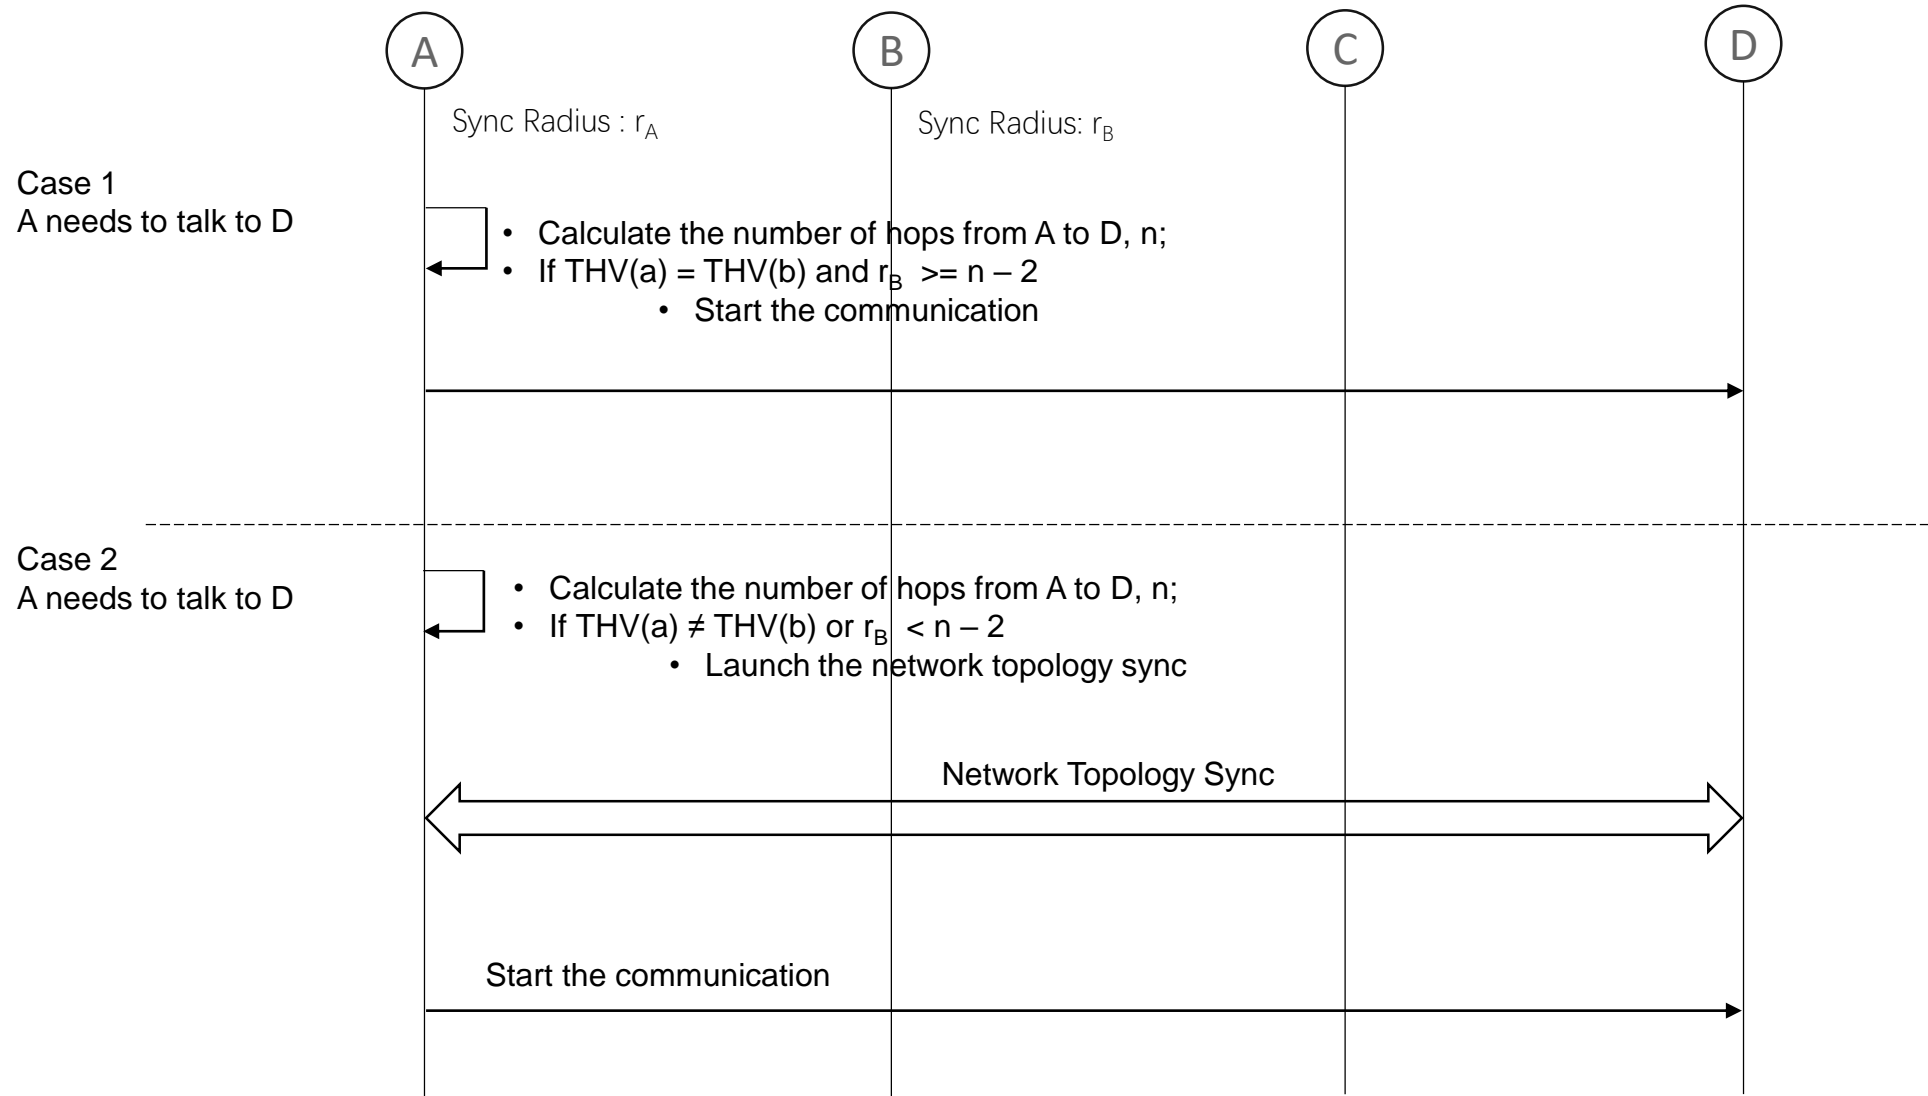 A
B
C
D
Sync Radius : rA
Sync Radius: rB
Case 1
A needs to talk to D
• Calculate the number of hops from A to D, n;
• If THV(a) = THV(b) and rB >= n – 2
• Start the communication
Case 2
A needs to talk to D
• Calculate the number of hops from A to D, n;
• If THV(a) ≠ THV(b) or rB < n – 2
• Launch the network topology sync
Network Topology Sync
Start the communication